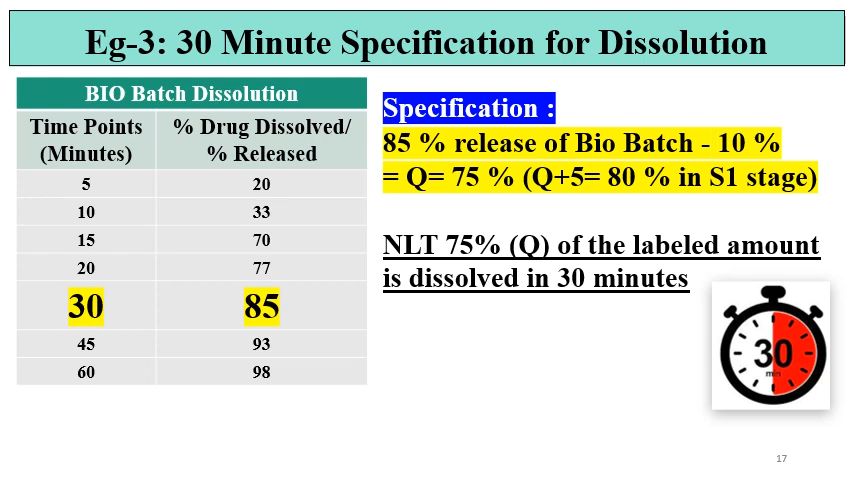 Eg-3: 30 Minute Specification for Dissolution
BIO Batch Dissolution
Time Points
(Minutes)
% Drug Dissolved/
% Released
5 20
10 33
15 70
20 77
30 85
45 93
60 98
Specification :
85 % release of Bio Batch - 10 %
= Q= 75 % (Q+5= 80 % in S1 stage)
NLT 75% (Q) of the labeled amount
is dissolved in 30 minutes
30
min
17